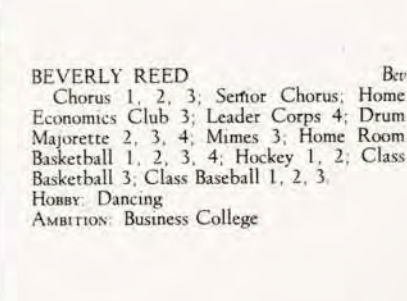 BEVERLY REED Bev
Chorus 1, 2, 3; Senior Chorus; Home
Economics Club 3; Leader Corps 4; Drum
Majorette 2, 3, 4; Mimes 3; Home Room
Basketball 1, 2, 3, 4; Hockey 1, 2; Class
Basketball 3; Class Baseball 1, 2, 3.
HOBBY: Dancing
AMBITION: Business College